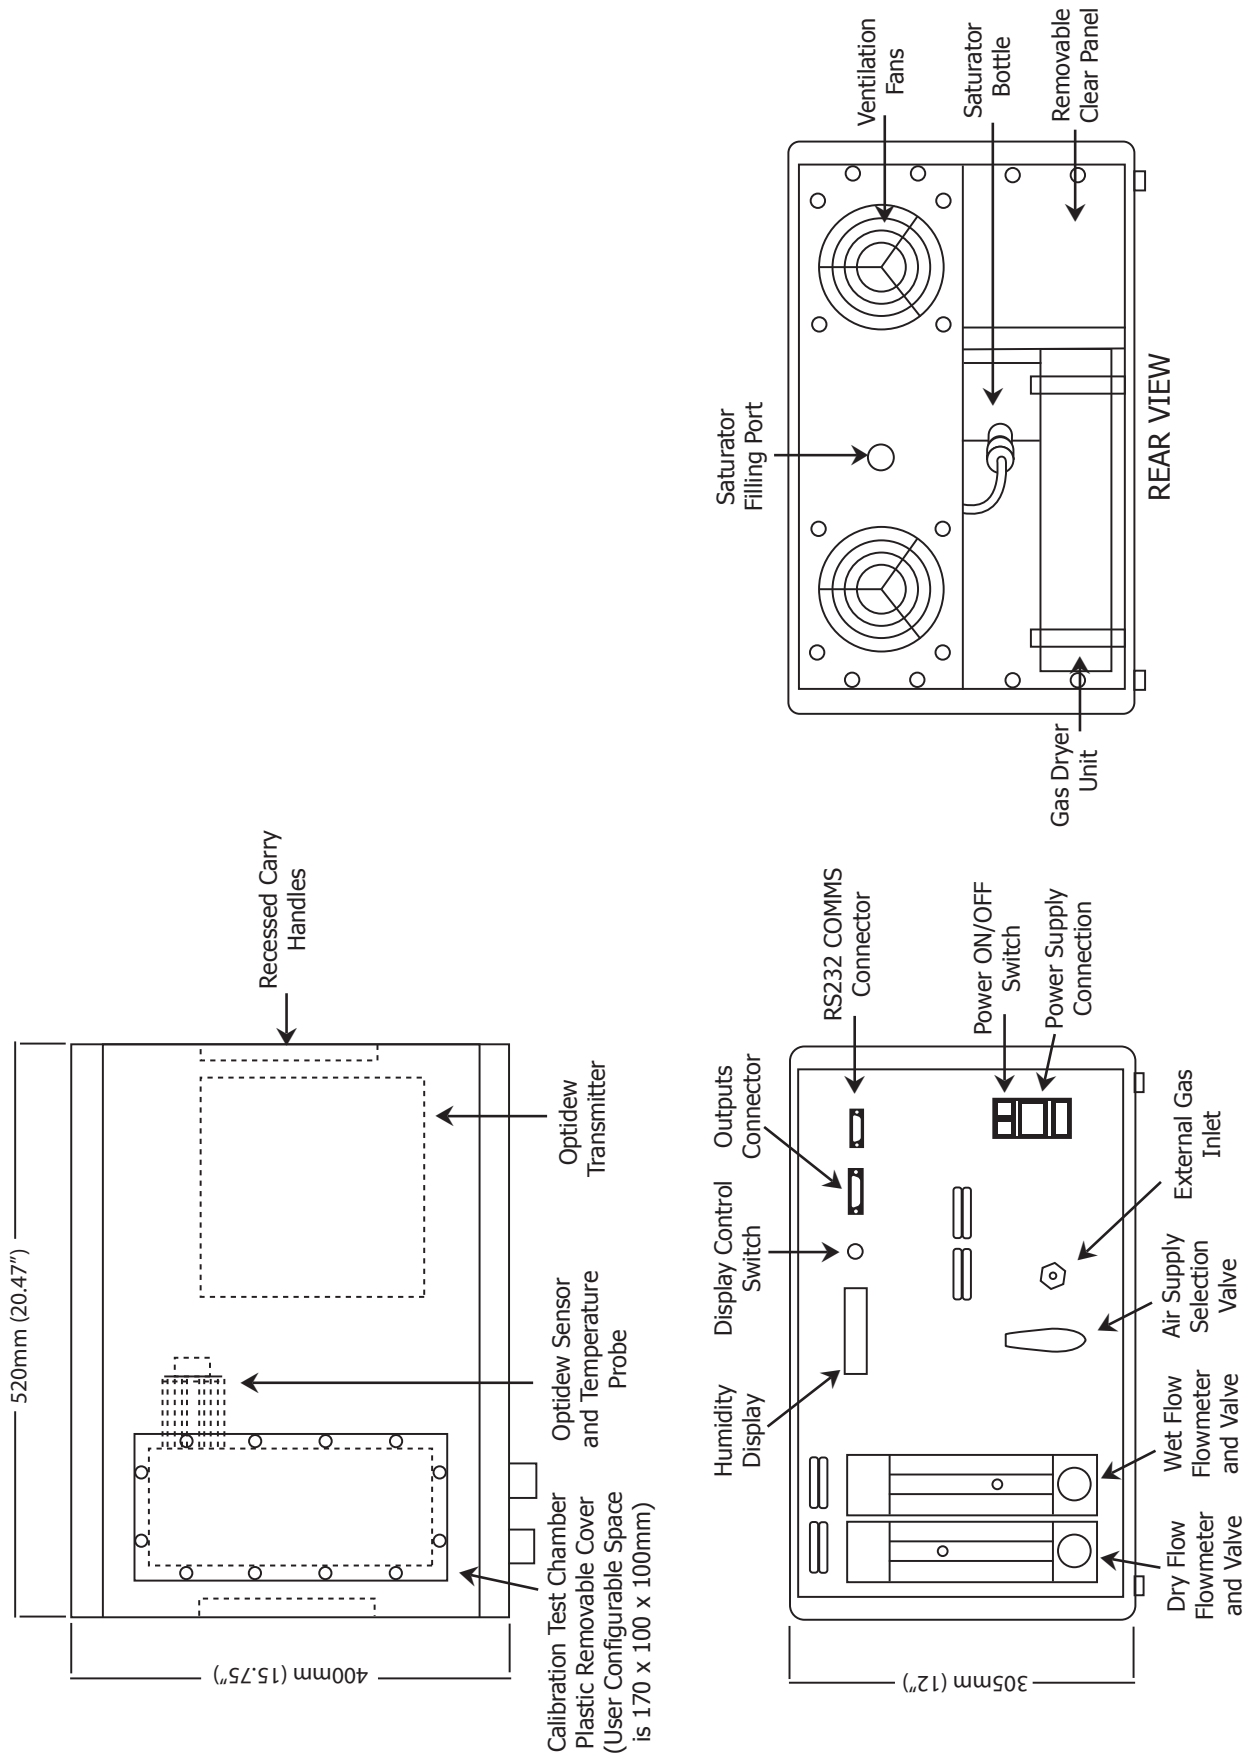 520mm (20.47")
400mm (15.75")
Recessed Carry
Handles
Calibration Test Chamber
Plastic Removable Cover
(User Configurable Space
is 170 x 100 x 100mm)
Optidew Sensor
and Temperature
Probe
Optidew
Transmitter
305mm (12")
Humidity
Display
Display Control
Switch
Outputs
Connector
RS232 COMMS
Connector
Power ON/OFF
Switch
Power Supply
Connection
Dry Flow
Flowmeter
and Valve
Wet Flow
Flowmeter
and Valve
Air Supply
Selection
Valve
External Gas
Inlet
Saturator
Filling Port
Ventilation
Fans
Saturator
Bottle
Removable
Clear Panel
Gas Dryer
Unit
REAR VIEW